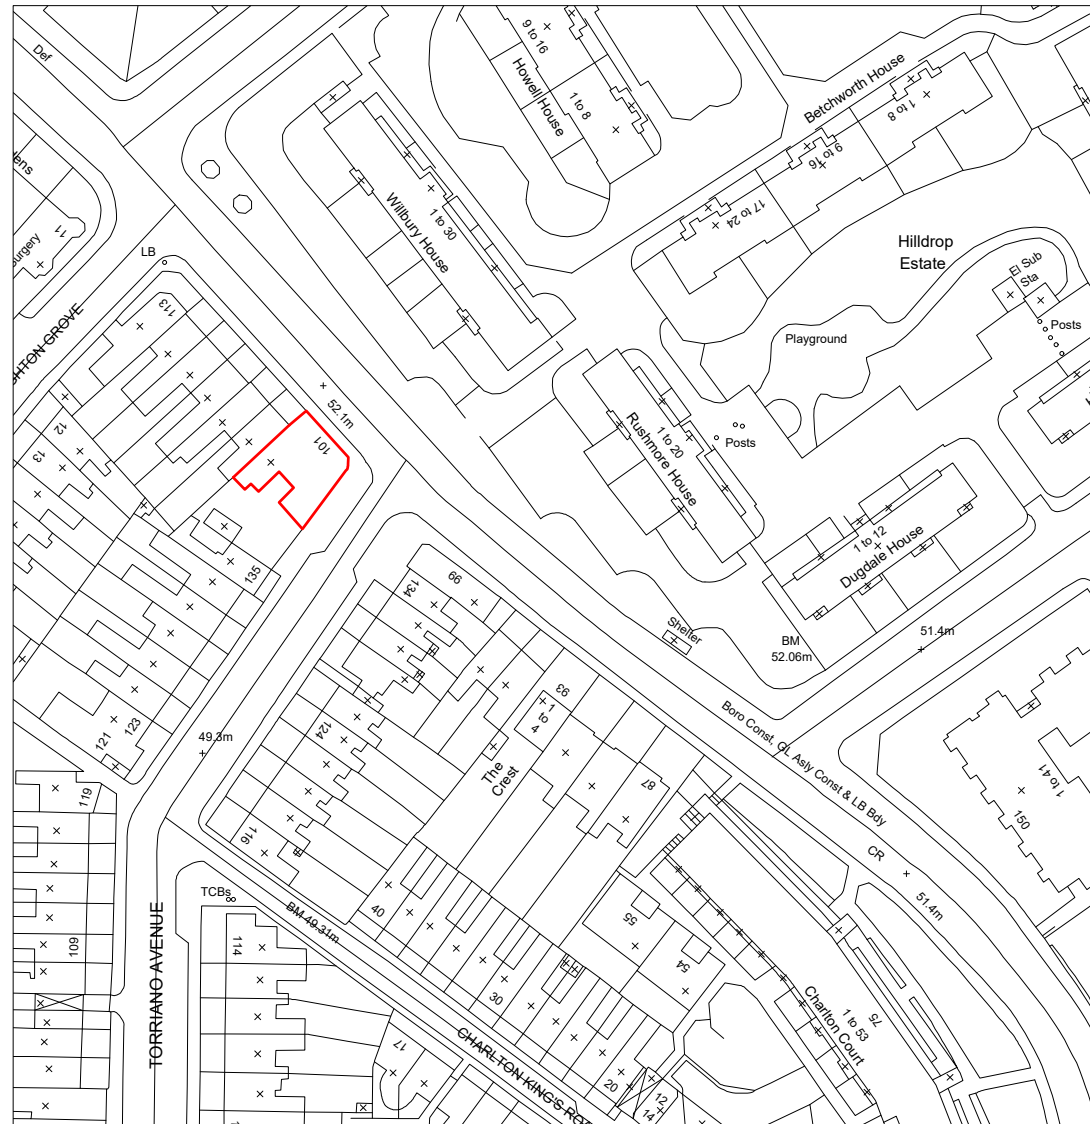 Def
9 to 16
Howell House
1 to 8
Betchworth House
1 to 8
9 to 16
17 to 24
Willbury House
1 to 30
Hilldrop
Estate
El Sub
Sta
Posts
Playground
11
LB
113
52.1m
101
12
13
Rushmore House
1 to 20
Posts
1 to 12
Dugdale House
135
134
99
Shelter
BM
52.06m
51.4m
93
1
to
4
The
Crest
124
49.3m
121
123
119
116
87
Boro Const, GL Asly Const & LB Bdy
CR
51.4m
150
1 to 41
TCBs
BM 49.31m
40
55
54
109
114
30
TORRIANO AVENUE
CHARLTON KING'S
Charlton Court
1 to 53
75
17
20
12
14